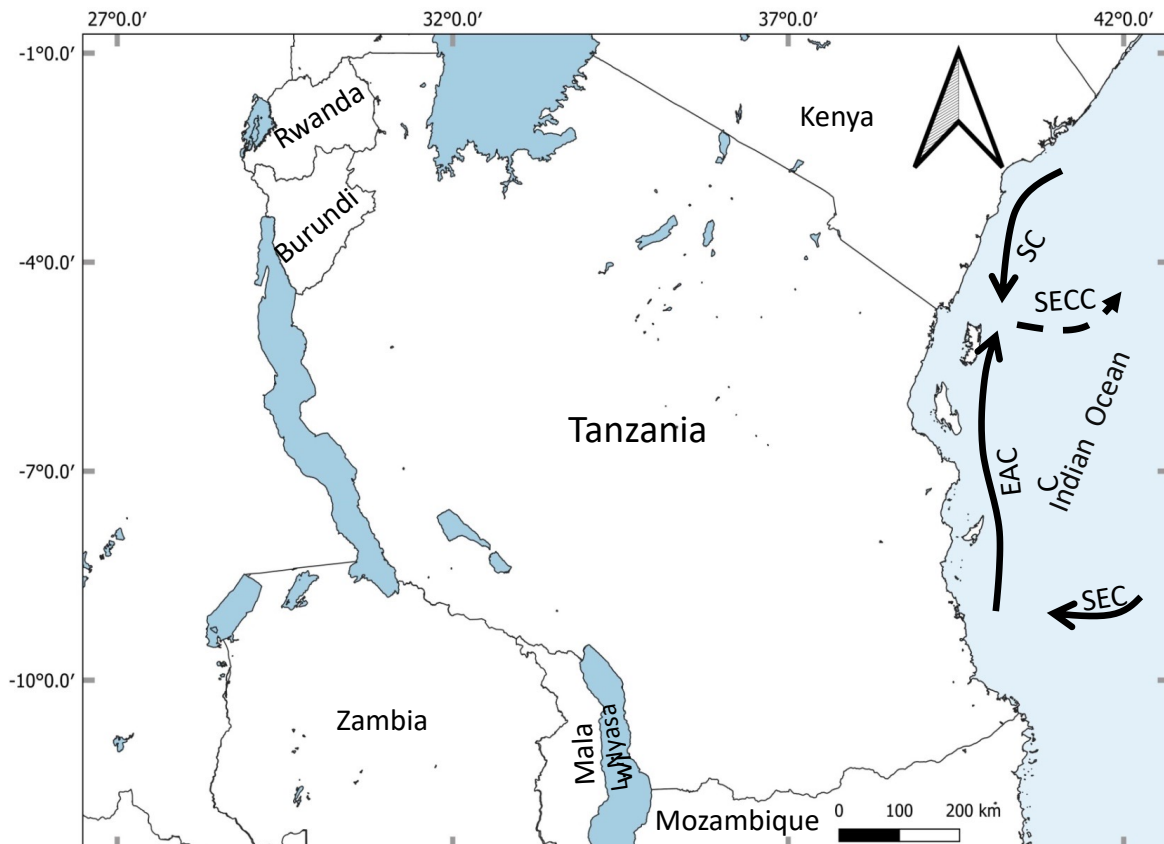 27°0.0'
32°0.0'
37°0.0'
42°0.0'
-1°0.0'
-4°0.0'
-7°0.0'
-10°0.0'
Rwanda
Burundi
Kenya
SC
SECC
Tanzania
EAC
C
Indian Ocean
SEC
Zambia
Mala
wi
L. Nyasa
Mozambique
0 100 200 km